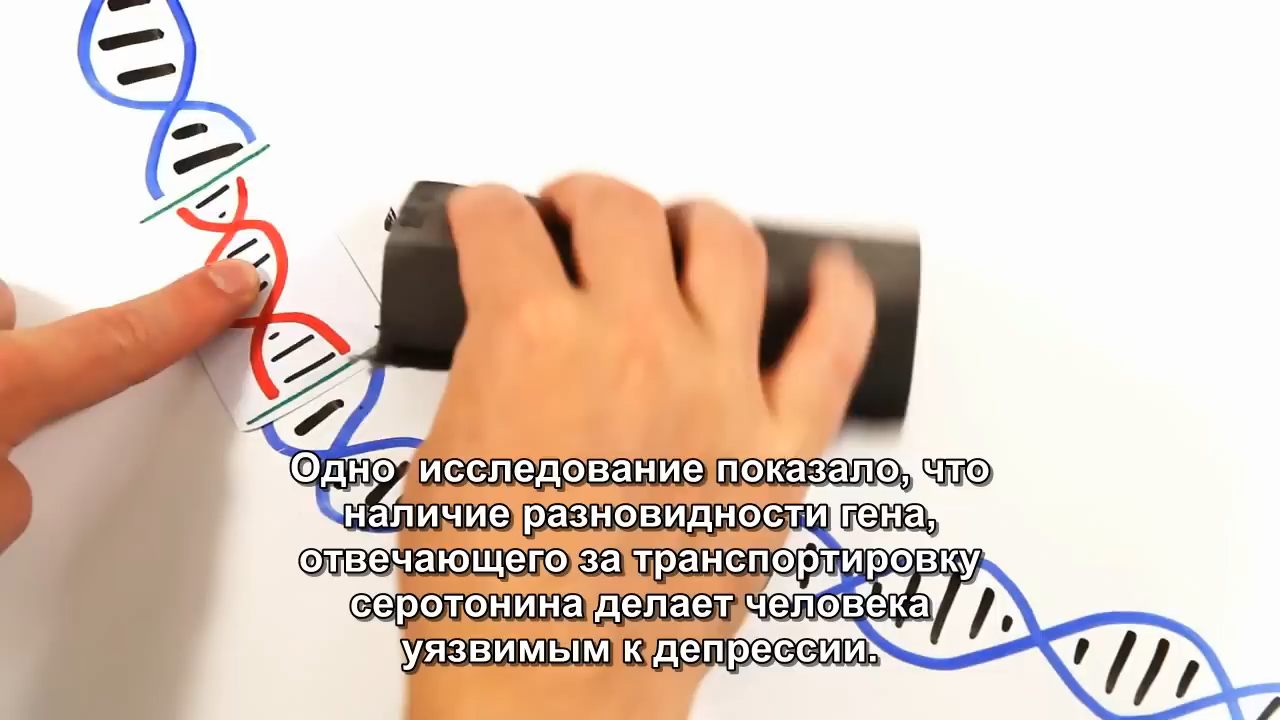 Одно  исследование показало, что
наличие разновидности гена,
отвечающего за транспортировку
серотонина делает человека
уязвимым к депрессии.